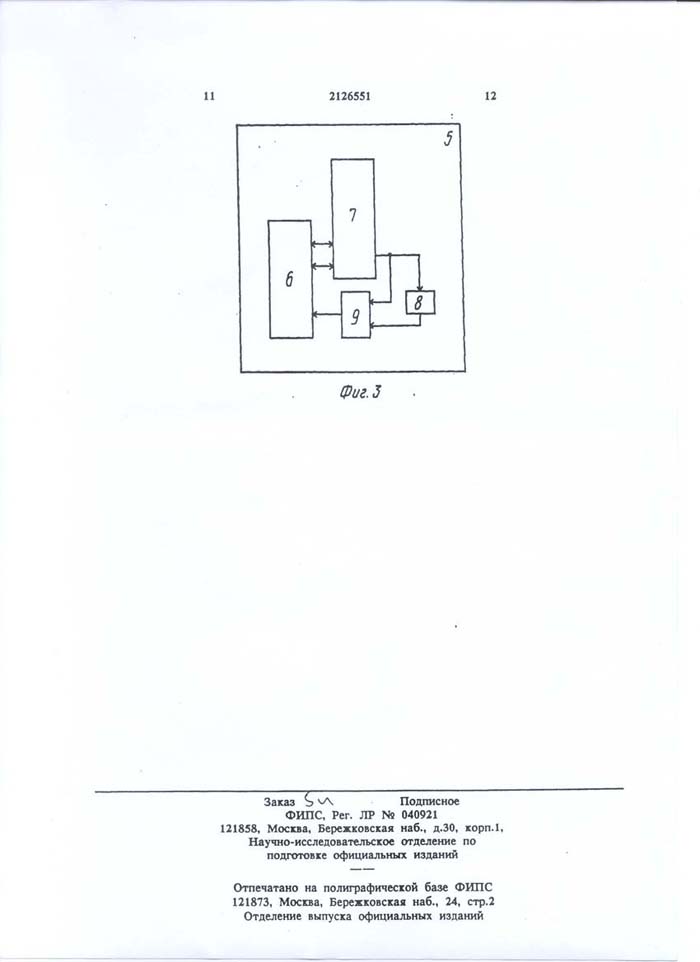 11 2126551 12
5
7
6
8
9
Фиг. 3
Заказ Подписное
ФИПС, Рег. ЛР № 040921
121858, Москва, Бережковская наб., д.30, корп.1,
Научно-исследовательское отделение по
подготовке официальных изданий
Отпечатано на полиграфической базе ФИПС
121873, Москва, Бережковская наб., 24, стр.2
Отделение выпуска официальных изданий